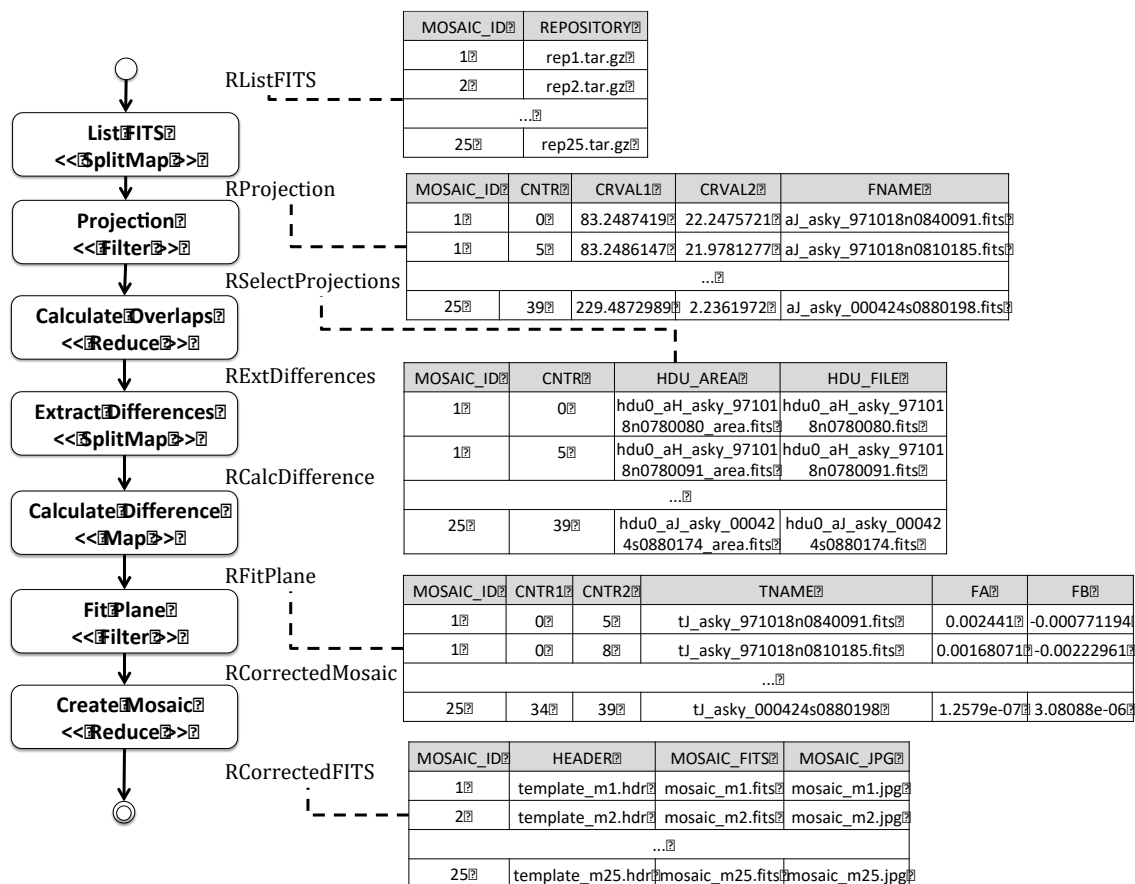 RListFITS
List FITS
<< SplitMap >>
RProjection
Projection
<< Filter >>
RSelectProjections
Calculate Overlaps
<< Reduce >>
RExtDifferences
Extract Differences
<< SplitMap >>
RCalcDifference
Calculate Difference
<< Map >>
RFitPlane
Fit Plane
<< Filter >>
RCorrectedMosaic
Create Mosaic
<< Reduce >>
RCorrectedFITS
MOSAIC_ID REPOSITORY
1 rep1.tar.gz
2 rep2.tar.gz
...
25 rep25.tar.gz
MOSAIC_ID CNTR CRVAL1 CRVAL2 FNAME
1 0 83.2487419 22.2475721 aJ_asky_971018n0840091.fits
1 5 83.2486147 21.9781277 aJ_asky_971018n0810185.fits
...
25 39 229.4872989 2.2361972 aJ_asky_000424s0880198.fits
MOSAIC_ID CNTR HDU_AREA HDU_FILE
1 0 hdu0_aH_asky_97101 hdu0_aH_asky_97101
8n0780080_area.fits 8n0780080.fits
1 5 hdu0_aH_asky_97101 hdu0_aH_asky_97101
8n0780091_area.fits 8n0780091.fits
...
25 39 hdu0_aJ_asky_00042 hdu0_aJ_asky_00042
4s0880174_area.fits 4s0880174.fits
MOSAIC_ID CNTR1 CNTR2 TNAME FA FB
1 0 5 tJ_asky_971018n0840091.fits 0.002441 -0.000771194
1 0 8 tJ_asky_971018n0810185.fits 0.00168071 -0.00222961
...
25 34 39 tJ_asky_000424s0880198 1.2579e-07 3.08088e-06
MOSAIC_ID HEADER MOSAIC_FITS MOSAIC_JPG
1 template_m1.hdr mosaic_m1.fits mosaic_m1.jpg
2 template_m2.hdr mosaic_m2.fits mosaic_m2.jpg
...
25 template_m25.hdr mosaic_m25.fits mosaic_m25.jpg